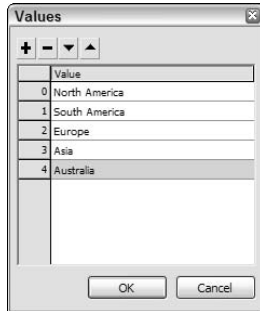 Values
Value
0 North America
1 South America
2 Europe
3 Asia
4 Australia
OK Cancel